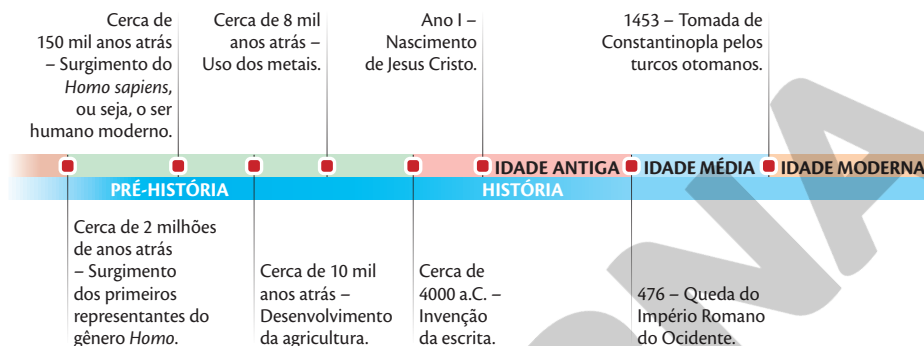 Cerca de
150 mil anos atrás
– Surgimento do
Homo sapiens,
ou seja, o ser
humano moderno.
Cerca de 8 mil
anos atrás –
Uso dos metais.
Ano I –
Nascimento
de Jesus Cristo.
1453 – Tomada de
Constantinopla pelos
turcos otomanos.
IDADE ANTIGA
IDADE MÉDIA
IDADE MODERNA
PRÉ-HISTÓRIA
HISTÓRIA
Cerca de 2 milhões
de anos atrás
– Surgimento
dos primeiros
representantes do
gênero Homo.
Cerca de 10 mil
anos atrás –
Desenvolvimento
da agricultura.
Cerca de
4000 a.C. –
Invenção
da escrita.
476 – Queda do
Império Romano
do Ocidente.